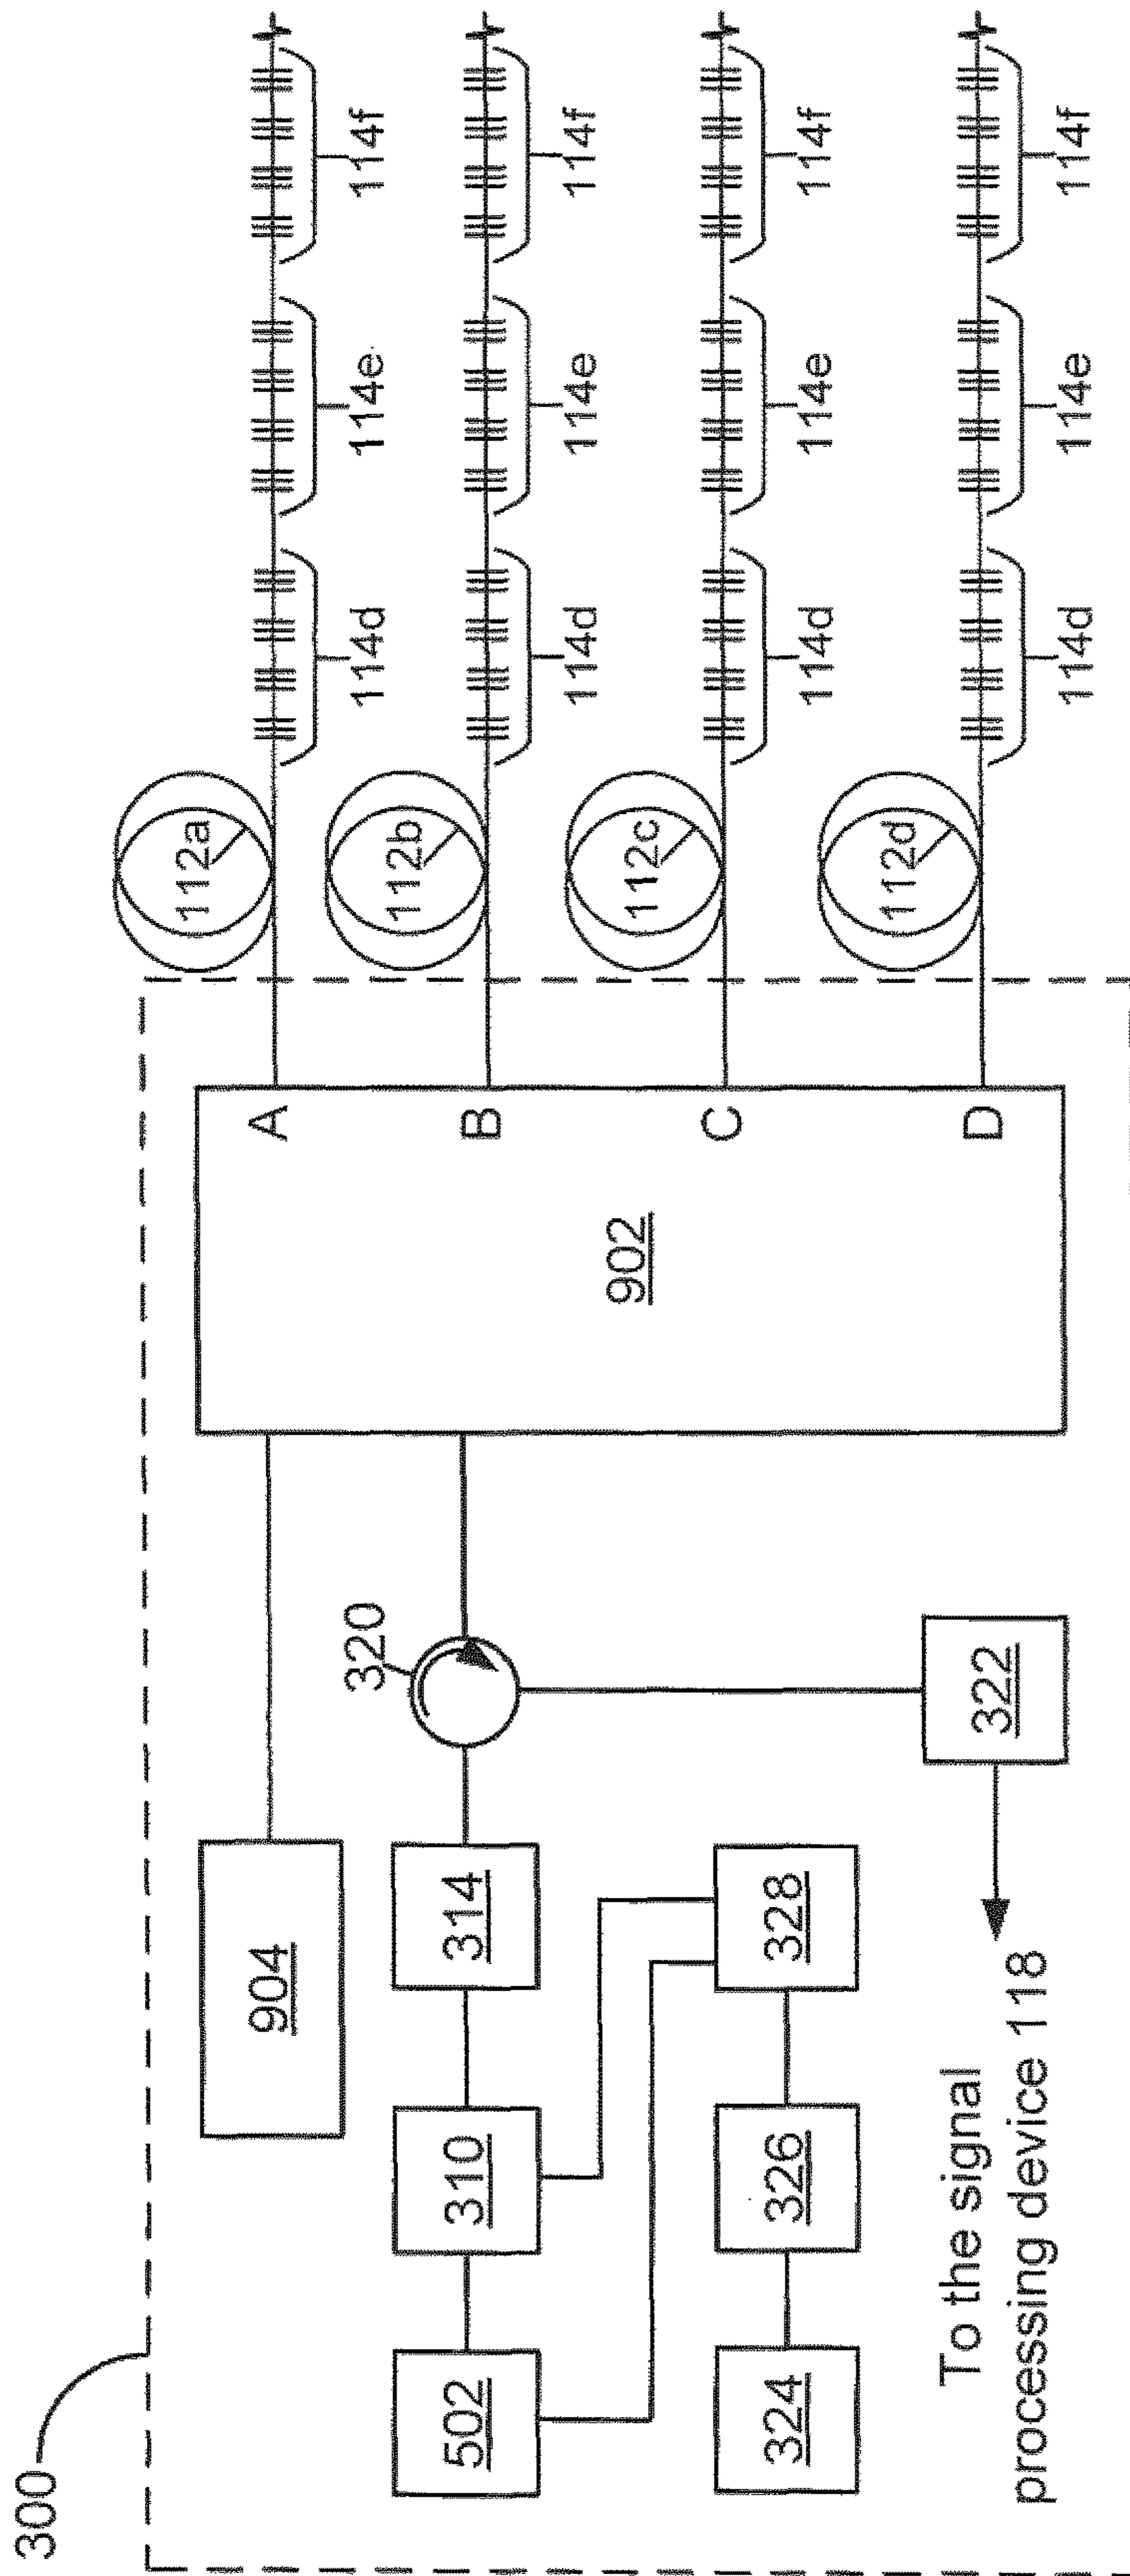 300
904
502
310
314
320
324
326
328
322
To the signal
processing device 118
902
A
B
C
D
112a
112b
112c
112d
114d
114e
114f
114d
114e
114f
114d
114e
114f
114d
114e
114f